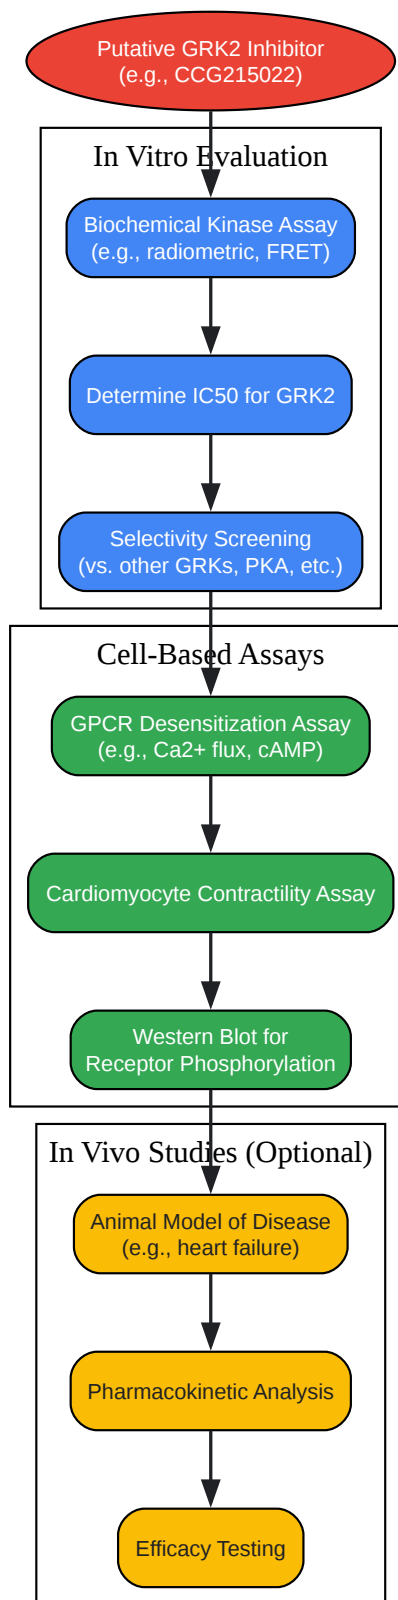 Putative GRK2 Inhibitor
(e.g., CCG215022)
In Vitro Evaluation
Biochemical Kinase Assay
(e.g., radiometric, FRET)
Determine IC50 for GRK2
Selectivity Screening
(vs. other GRKs, PKA, etc.)
Cell-Based Assays
GPCR Desensitization Assay
(e.g., Ca2+ flux, cAMP)
Cardiomyocyte Contractility Assay
Western Blot for
Receptor Phosphorylation
In Vivo Studies (Optional)
Animal Model of Disease
(e.g., heart failure)
Pharmacokinetic Analysis
Efficacy Testing